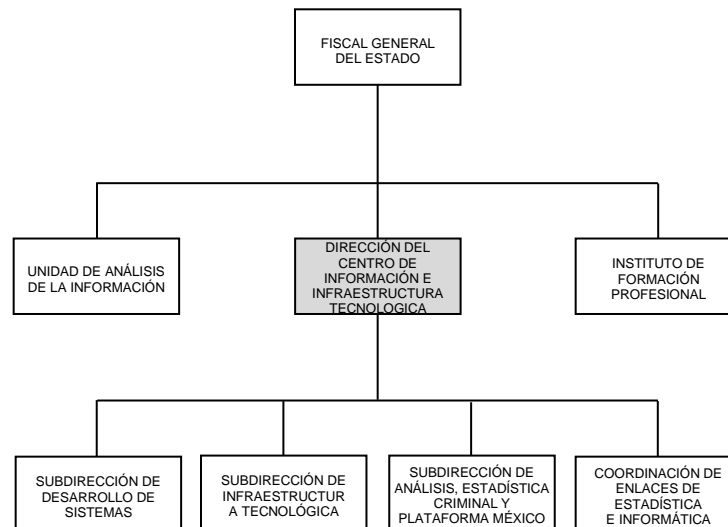 FISCAL GENERAL
DEL ESTADO
UNIDAD DE ANÁLISIS
DE LA INFORMACIÓN
DIRECCIÓN DEL
CENTRO DE
INFORMACIÓN E
INFRAESTRUCTURA
TECNOLOGICA
INSTITUTO DE
FORMACIÓN
PROFESIONAL
SUBDIRECCIÓN DE
DESARROLLO DE
SISTEMAS
SUBDIRECCIÓN DE
INFRAESTRUCTUR
A TECNOLÓGICA
SUBDIRECCIÓN DE
ANÁLISIS, ESTADÍSTICA
CRIMINAL Y
PLATAFORMA MÉXICO
COORDINACIÓN DE
ENLACES DE
ESTADÍSTICA
E INFORMÁTICA